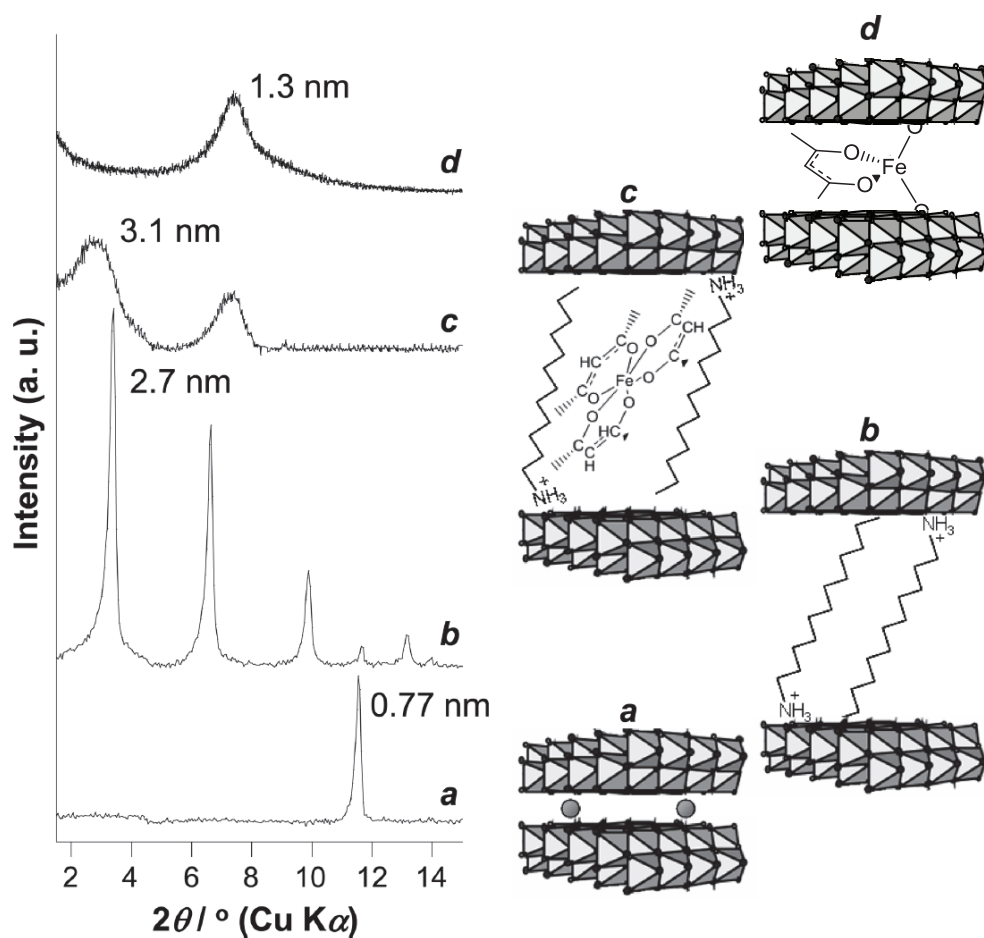 1.3 nm
d
3.1 nm
c
2.7 nm
b
0.77 nm
a
Intensity (a. u.)
2 4 6 8 10 12 14
2θ / ° (Cu Kα)
d
O
O
Fe
O
O
c
NH3
+
C
C
O
CH
HC
O
O
C
C
Fe
O
O
O
C
HC
C
C
H
+
NH3
b
NH3
+
+
NH3
a